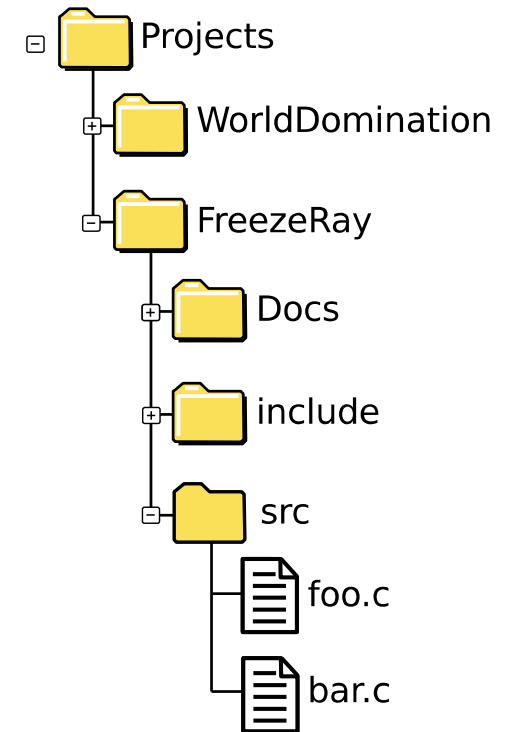 Projects
WorldDomination
FreezeRay
Docs
include
src
foo.c
bar.c